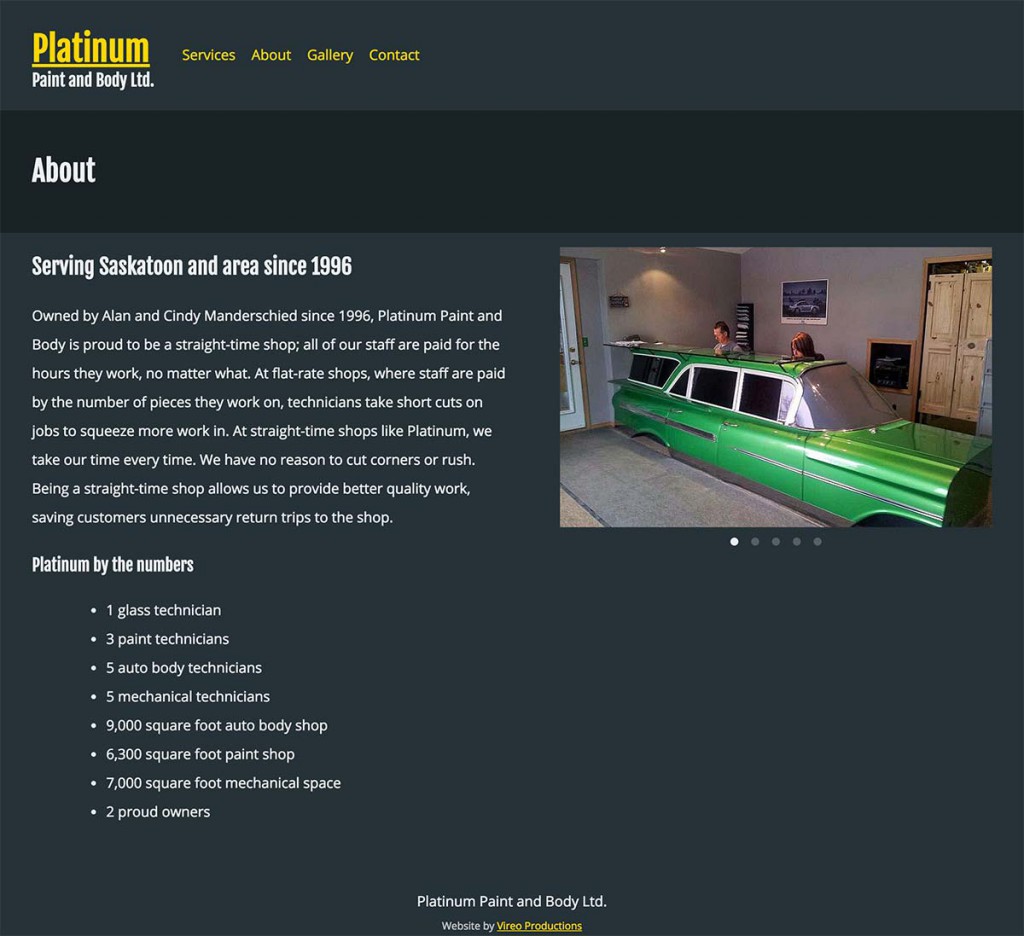 Platinum
Paint and Body Ltd.
Services About Gallery Contact
About
Serving Saskatoon and area since 1996
Owned by Alan and Cindy Manderschied since 1996, Platinum Paint and
Body is proud to be a straight-time shop; all of our staff are paid for the
hours they work, no matter what. At flat-rate shops, where staff are paid
by the number of pieces they work on, technicians take short cuts on
jobs to squeeze more work in. At straight-time shops like Platinum, we
take our time every time. We have no reason to cut corners or rush.
Being a straight-time shop allows us to provide better quality work,
saving customers unnecessary return trips to the shop.
Platinum by the numbers
• 1 glass technician
• 3 paint technicians
• 5 auto body technicians
• 5 mechanical technicians
• 9,000 square foot auto body shop
• 6,300 square foot paint shop
• 7,000 square foot mechanical space
• 2 proud owners
Platinum Paint and Body Ltd.
Website by Vireo Productions